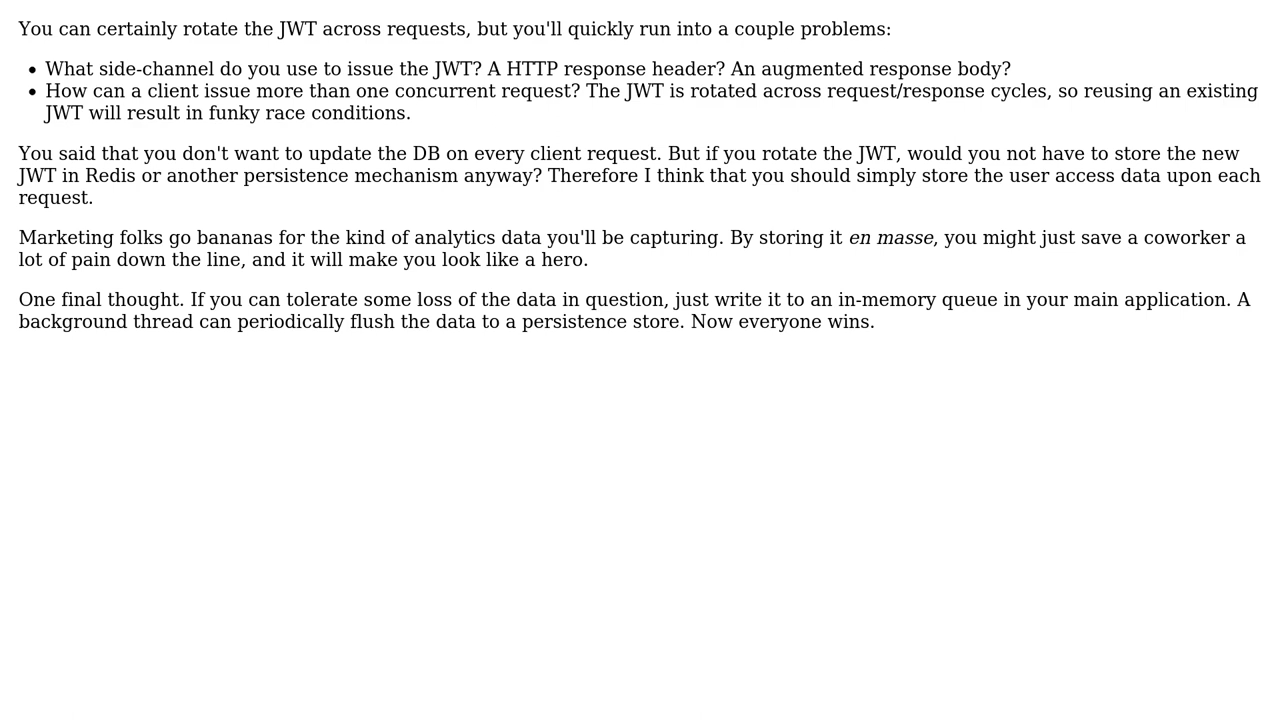 You can certainly rotate the JWT across requests, but you'll quickly run into a couple problems:
• What side-channel do you use to issue the JWT? A HTTP response header? An augmented response body?
• How can a client issue more than one concurrent request? The JWT is rotated across request/response cycles, so reusing an existing
JWT will result in funky race conditions.
You said that you don't want to update the DB on every client request. But if you rotate the JWT, would you not have to store the new
JWT in Redis or another persistence mechanism anyway? Therefore I think that you should simply store the user access data upon each
request.
Marketing folks go bananas for the kind of analytics data you'll be capturing. By storing it en masse, you might just save a coworker a
lot of pain down the line, and it will make you look like a hero.
One final thought. If you can tolerate some loss of the data in question, just write it to an in-memory queue in your main application. A
background thread can periodically flush the data to a persistence store. Now everyone wins.